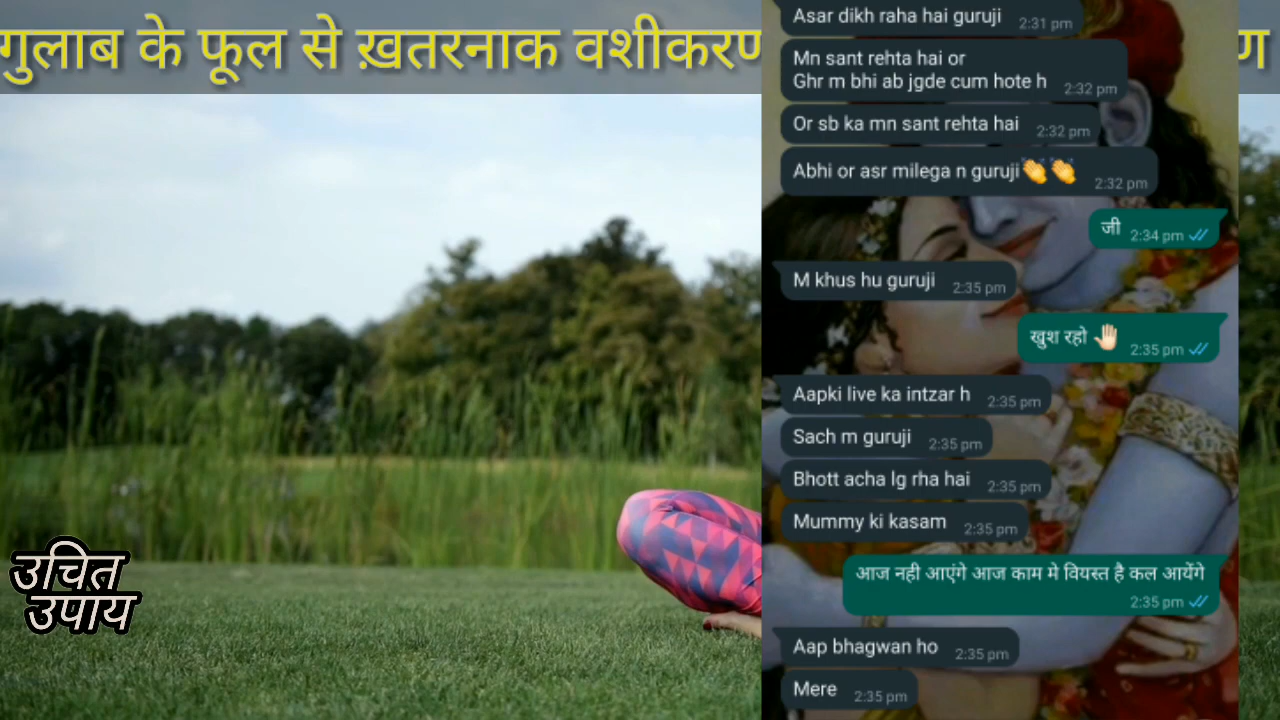 गुलाब के फूल से ख़तरनाक वशीकरण
Asar dikh raha hai guruji 2:31 pm
Mn sant rehta hai or
Ghr m bhi ab jgde cum hote h 2:32 pm
Or sb ka mn sant rehta hai 2:32 pm
Abhi or asr milega n guruji👏👏 2:32 pm
जी 2:34 pm
M khus hu guruji 2:35 pm
खुश रहो 🤚🏻 2:35 pm
Aapki live ka intzar h 2:35 pm
Sach m guruji 2:35 pm
Bhott acha lg rha hai 2:35 pm
Mummy ki kasam 2:35 pm
आज नही आएंगे आज काम मे वियस्त है कल आयेंगे
2:35 pm
Aap bhagwan ho 2:35 pm
Mere 2:35 pm
उचित
उपाय